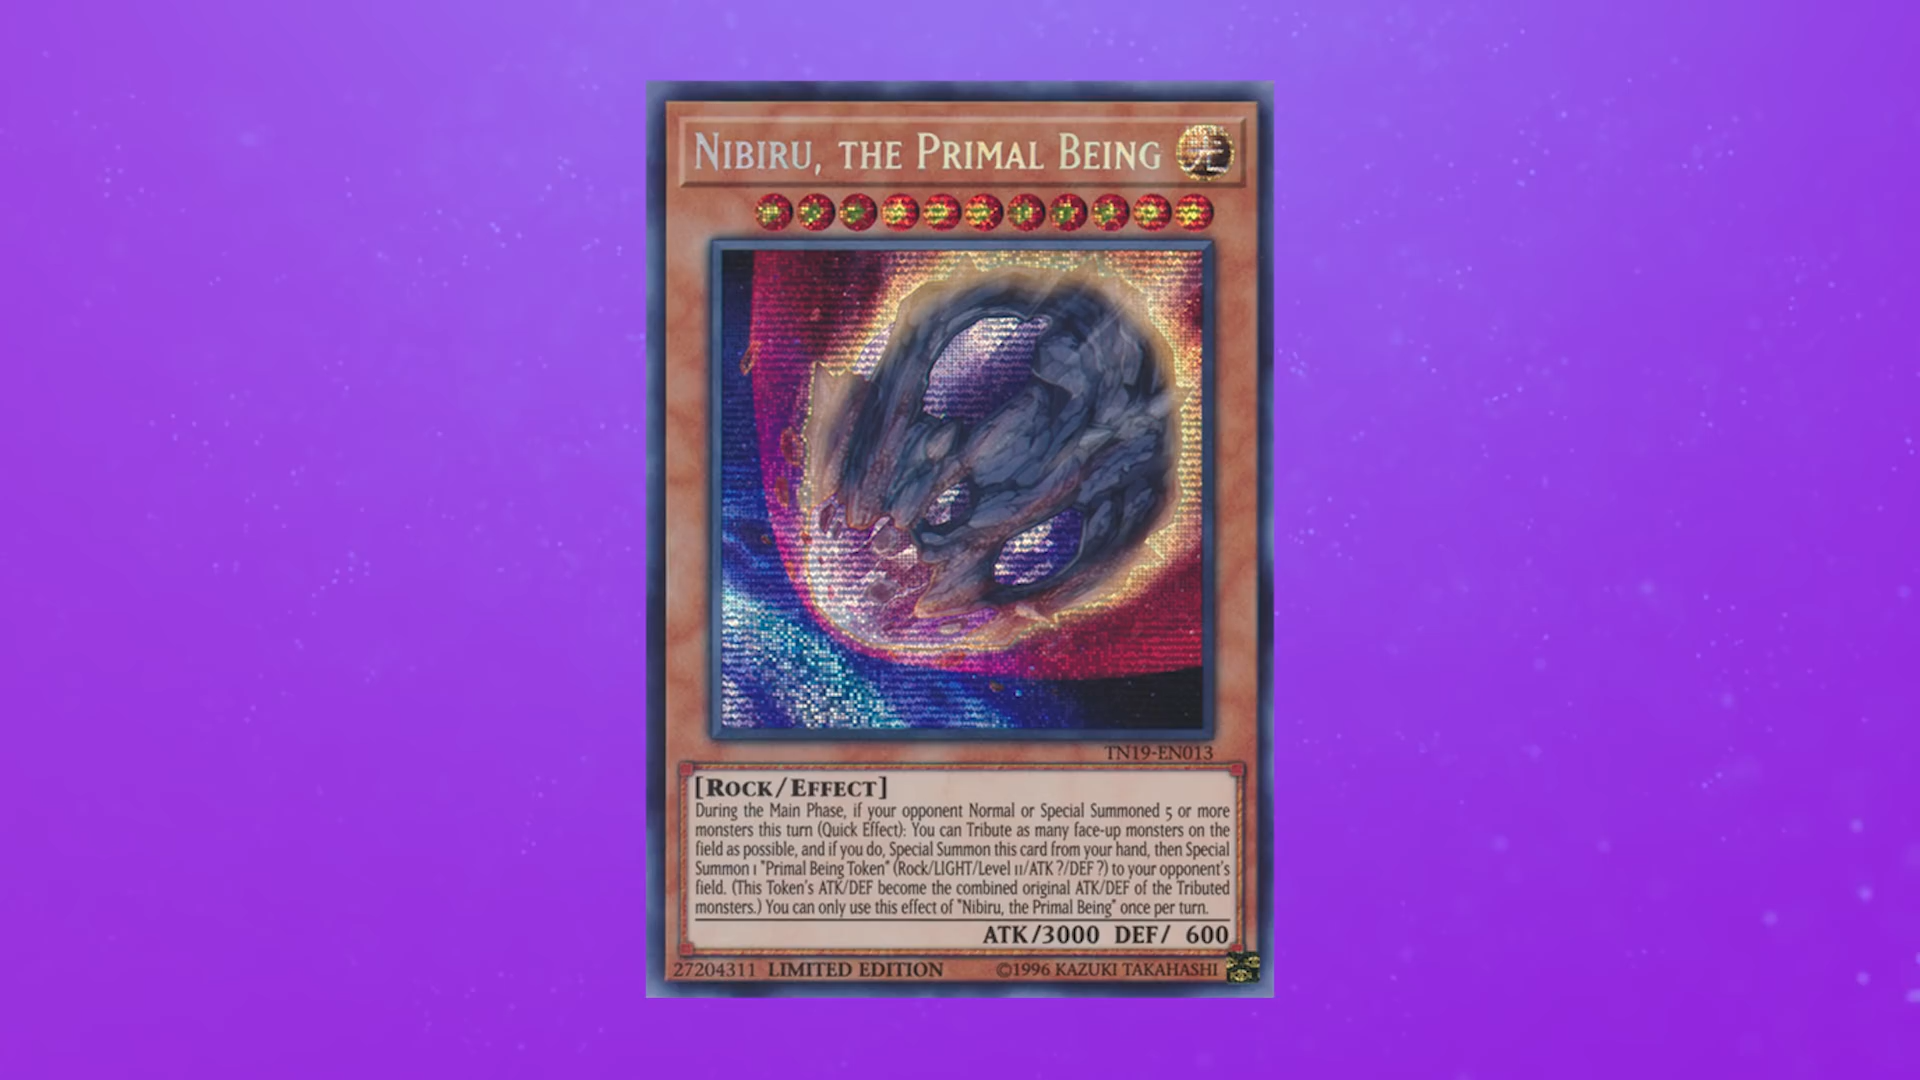 NIBIRU, THE PRIMAL BEING
TN19-EN013
[ROCK/EFFECT]
During the Main Phase, if your opponent Normal or Special Summoned 5 or more
monsters this turn (Quick Effect): You can Tribute as many face-up monsters on the
field as possible, and if you do, Special Summon this card from your hand, then Special
Summon 1 "Primal Being Token" (Rock/LIGHT/Level 11/ATK ?/DEF ?) to your opponent's
field. (This Token's ATK/DEF become the combined original ATK/DEF of the Tributed
monsters.) You can only use this effect of "Nibiru, the Primal Being" once per turn.
ATK/3000 DEF/ 600
27204311 LIMITED EDITION ©1996 KAZUKI TAKAHASHI